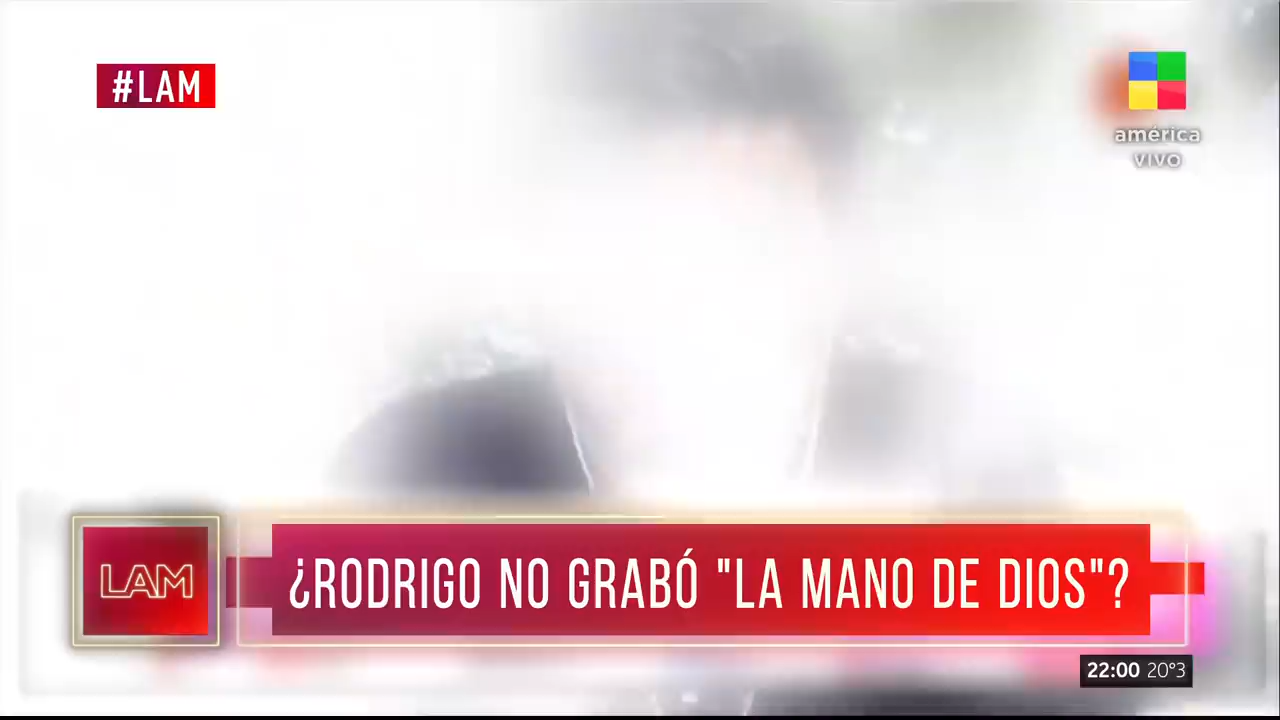 #LAM
américa
VIVO
LAM
¿RODRIGO NO GRABÓ "LA MANO DE DIOS"?
22:00 20°3